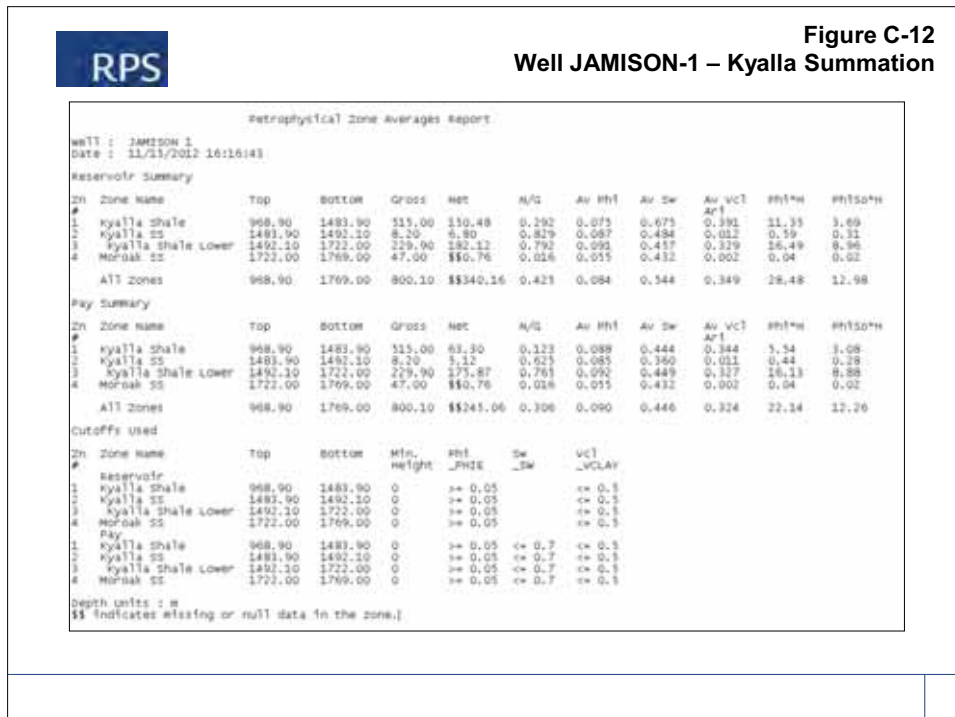 RPS
Figure C-12
Well JAMISON-1 – Kyalla Summation
Petrophysical Zone Averages Report
Well : JAMISON 1
Date : 11/15/2012 16:16:43
Reservoir Summary
Zn Zone Name Top Bottom Gross Net N/G Av Phi Av Sw Av Vcl Phi*H PhiSo*H
# Ari
1 Kyalla Shale 968.90 1483.90 515.00 150.48 0.292 0.075 0.675 0.391 11.35 3.69
2 Kyalla SS 1483.90 1492.10 8.20 6.80 0.829 0.087 0.484 0.012 0.59 0.31
3 Kyalla Shale Lower 1492.10 1722.00 229.90 182.12 0.792 0.091 0.457 0.329 16.49 8.96
4 Moroak SS 1722.00 1769.00 47.00 $$0.76 0.016 0.055 0.432 0.002 0.04 0.02
All Zones 968.90 1769.00 800.10 $$340.16 0.425 0.084 0.544 0.349 28.48 12.98
Pay Summary
Zn Zone Name Top Bottom Gross Net N/G Av Phi Av Sw Av Vcl Phi*H PhiSo*H
# Ari
1 Kyalla Shale 968.90 1483.90 515.00 63.30 0.123 0.088 0.444 0.344 5.54 3.08
2 Kyalla SS 1483.90 1492.10 8.20 5.12 0.625 0.085 0.360 0.011 0.44 0.28
3 Kyalla Shale Lower 1492.10 1722.00 229.90 175.87 0.765 0.092 0.449 0.327 16.13 8.88
4 Moroak SS 1722.00 1769.00 47.00 $$0.76 0.016 0.055 0.432 0.002 0.04 0.02
All Zones 968.90 1769.00 800.10 $$245.06 0.306 0.090 0.446 0.324 22.14 12.26
Cutoffs Used
Zn Zone Name Top Bottom Min. Phi Sw Vcl
# Height _PHIE _SW _VCLAY
Reservoir
1 Kyalla Shale 968.90 1483.90 0 >= 0.05 <= 0.5
2 Kyalla SS 1483.90 1492.10 0 >= 0.05 <= 0.5
3 Kyalla Shale Lower 1492.10 1722.00 0 >= 0.05 <= 0.5
4 Moroak SS 1722.00 1769.00 0 >= 0.05 <= 0.5
Pay
1 Kyalla Shale 968.90 1483.90 0 >= 0.05 <= 0.7 <= 0.5
2 Kyalla SS 1483.90 1492.10 0 >= 0.05 <= 0.7 <= 0.5
3 Kyalla Shale Lower 1492.10 1722.00 0 >= 0.05 <= 0.7 <= 0.5
4 Moroak SS 1722.00 1769.00 0 >= 0.05 <= 0.7 <= 0.5
Depth Units : m
$$ indicates missing or null data in the zone.